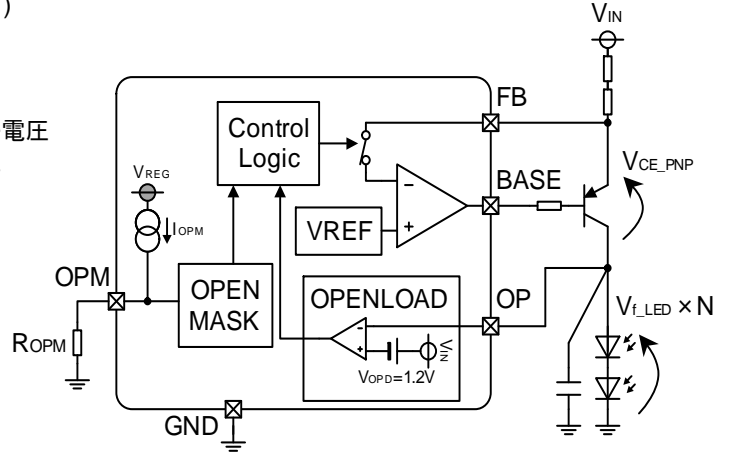 )
電圧
VIN
FB
Control
Logic
VCE_PNP
VREG
IOPM
BASE
−
+
VREF
OPM
OPEN
MASK
OPENLOAD
OP
Vf_LED × N
ROPM
−
+
VIN
VOPD=1.2V
GND